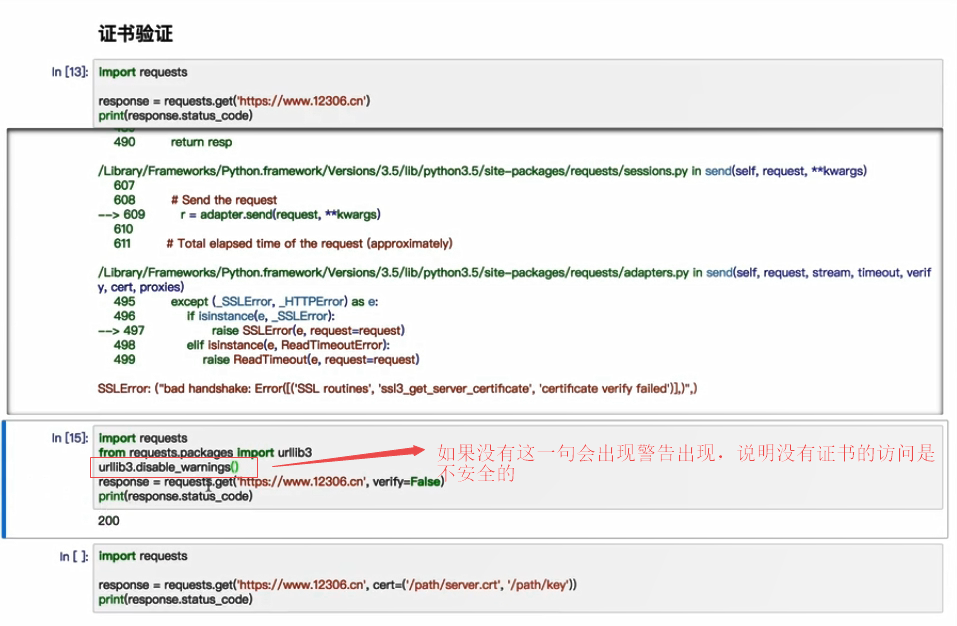 证书验证
In [13]: import requests
response = requests.get('https://www.12306.cn')
print(response.status_code)
490 return resp
/Library/Frameworks/Python.framework/Versions/3.5/lib/python3.5/site-packages/requests/sessions.py in send(self, request, **kwargs)
607
608 # Send the request
--> 609 r = adapter.send(request, **kwargs)
610
611 # Total elapsed time of the request (approximately)
/Library/Frameworks/Python.framework/Versions/3.5/lib/python3.5/site-packages/requests/adapters.py in send(self, request, stream, timeout, verif
y, cert, proxies)
495 except (_SSLError, _HTTPError) as e:
496 if isinstance(e, _SSLError):
--> 497 raise SSLError(e, request=request)
498 elif isinstance(e, ReadTimeoutError):
499 raise ReadTimeout(e, request=request)
SSLError: ("bad handshake: Error([('SSL routines', 'ssl3_get_server_certificate', 'certificate verify failed')],)",)
In [15]: import requests
from requests.packages import urllib3
urllib3.disable_warnings()
response = requests.get('https://www.12306.cn', verify=False)
print(response.status_code)
如果没有这一句会出现警告出现．说明没有证书的访问是
不安全的
200
In [ ]: import requests
response = requests.get('https://www.12306.cn', cert=('/path/server.crt', '/path/key'))
print(response.status_code)